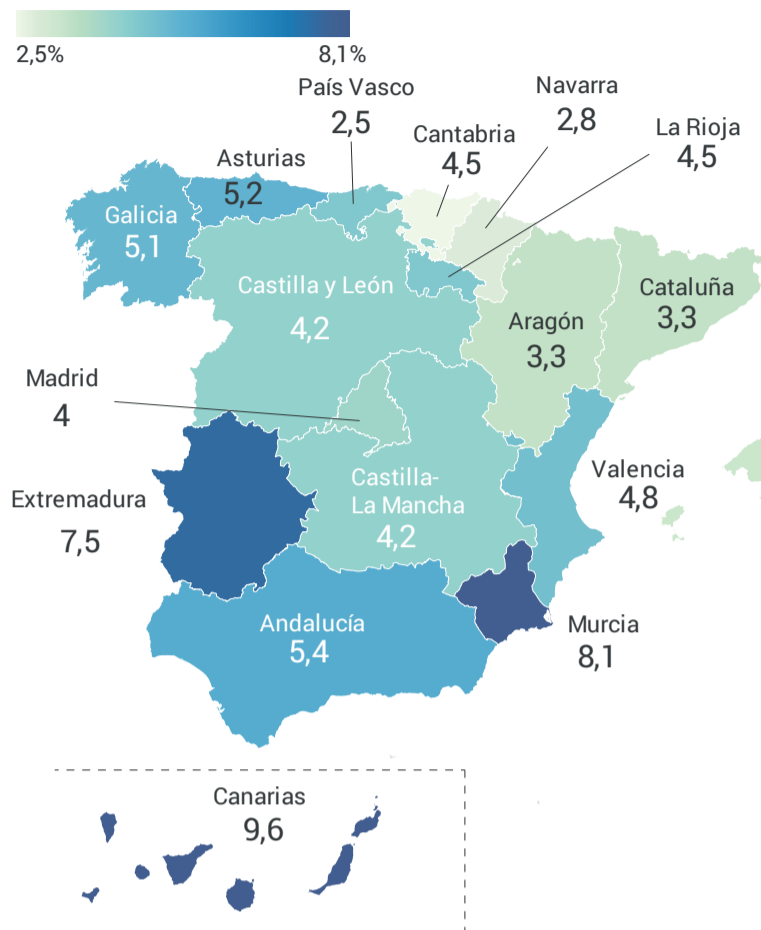 2,5%
8,1%
País Vasco
2,5
Navarra
2,8
Cantabria
4,5
La Rioja
4,5
Asturias
5,2
Galicia
5,1
Castilla y León
4,2
Cataluña
3,3
Aragón
3,3
Madrid
4
Castilla-
La Mancha
4,2
Valencia
4,8
Extremadura
7,5
Andalucía
5,4
Murcia
8,1
Canarias
9,6